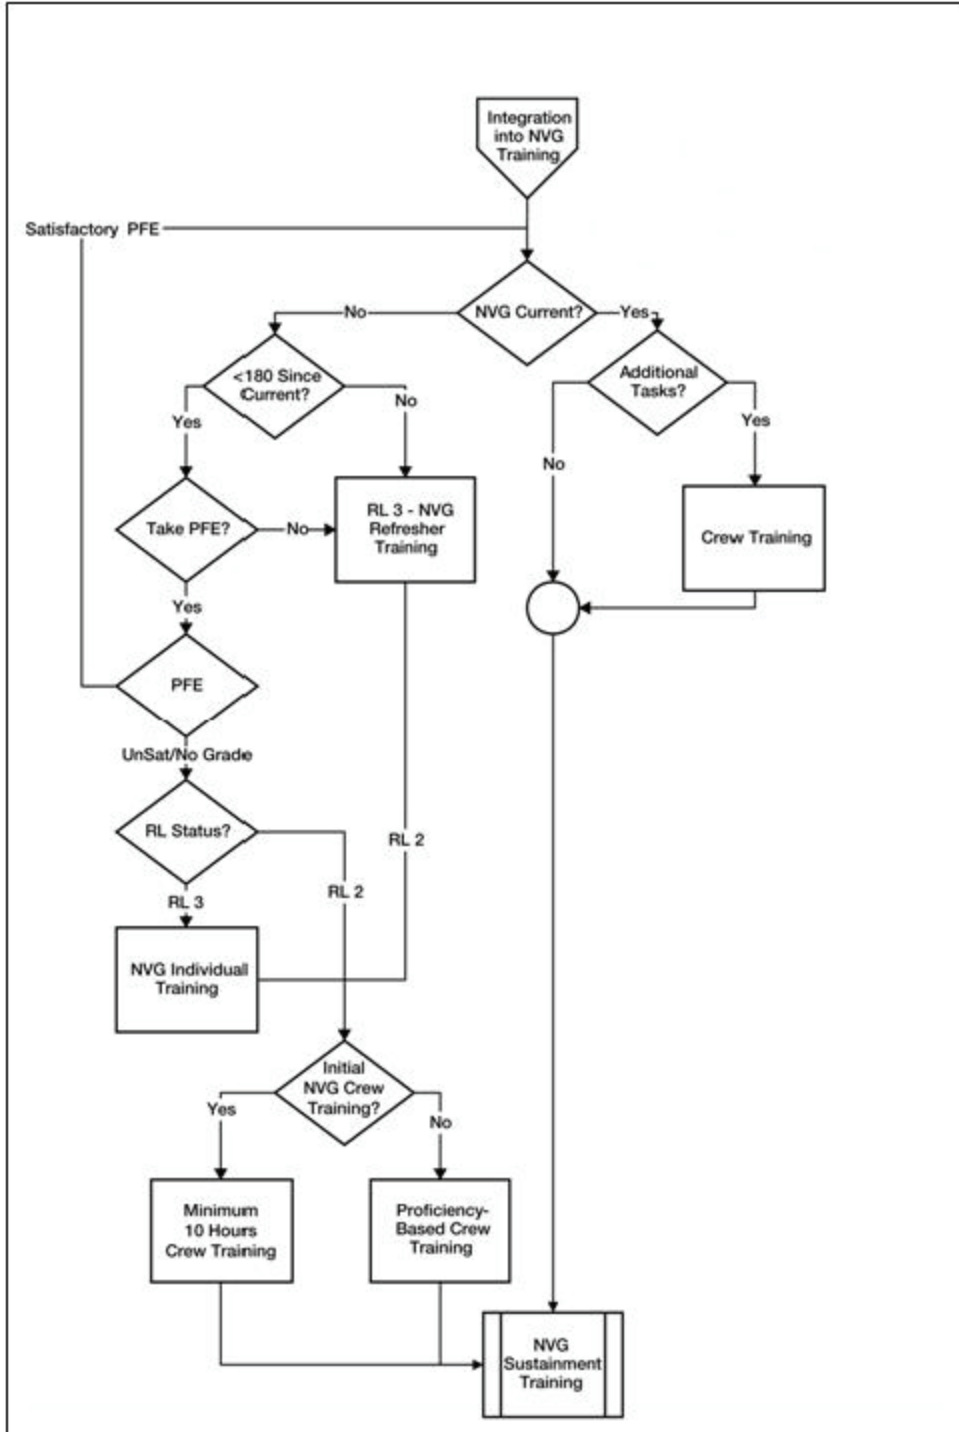 Integration
into NVG
Training
Satisfactory PFE
NVG Current?
No
Yes
<180 Since
Current?
Additional
Tasks?
No
Yes
Yes
No
Take PFE?
No
RL 3 - NVG
Refresher
Training
Crew Training
Yes
PFE
UnSat/No Grade
RL Status?
RL 2
RL 2
RL 3
NVG Individual
Training
Initial
NVG Crew
Training?
Yes
No
Minimum
10 Hours
Crew Training
Proficiency-
Based Crew
Training
NVG
Sustainment
Training